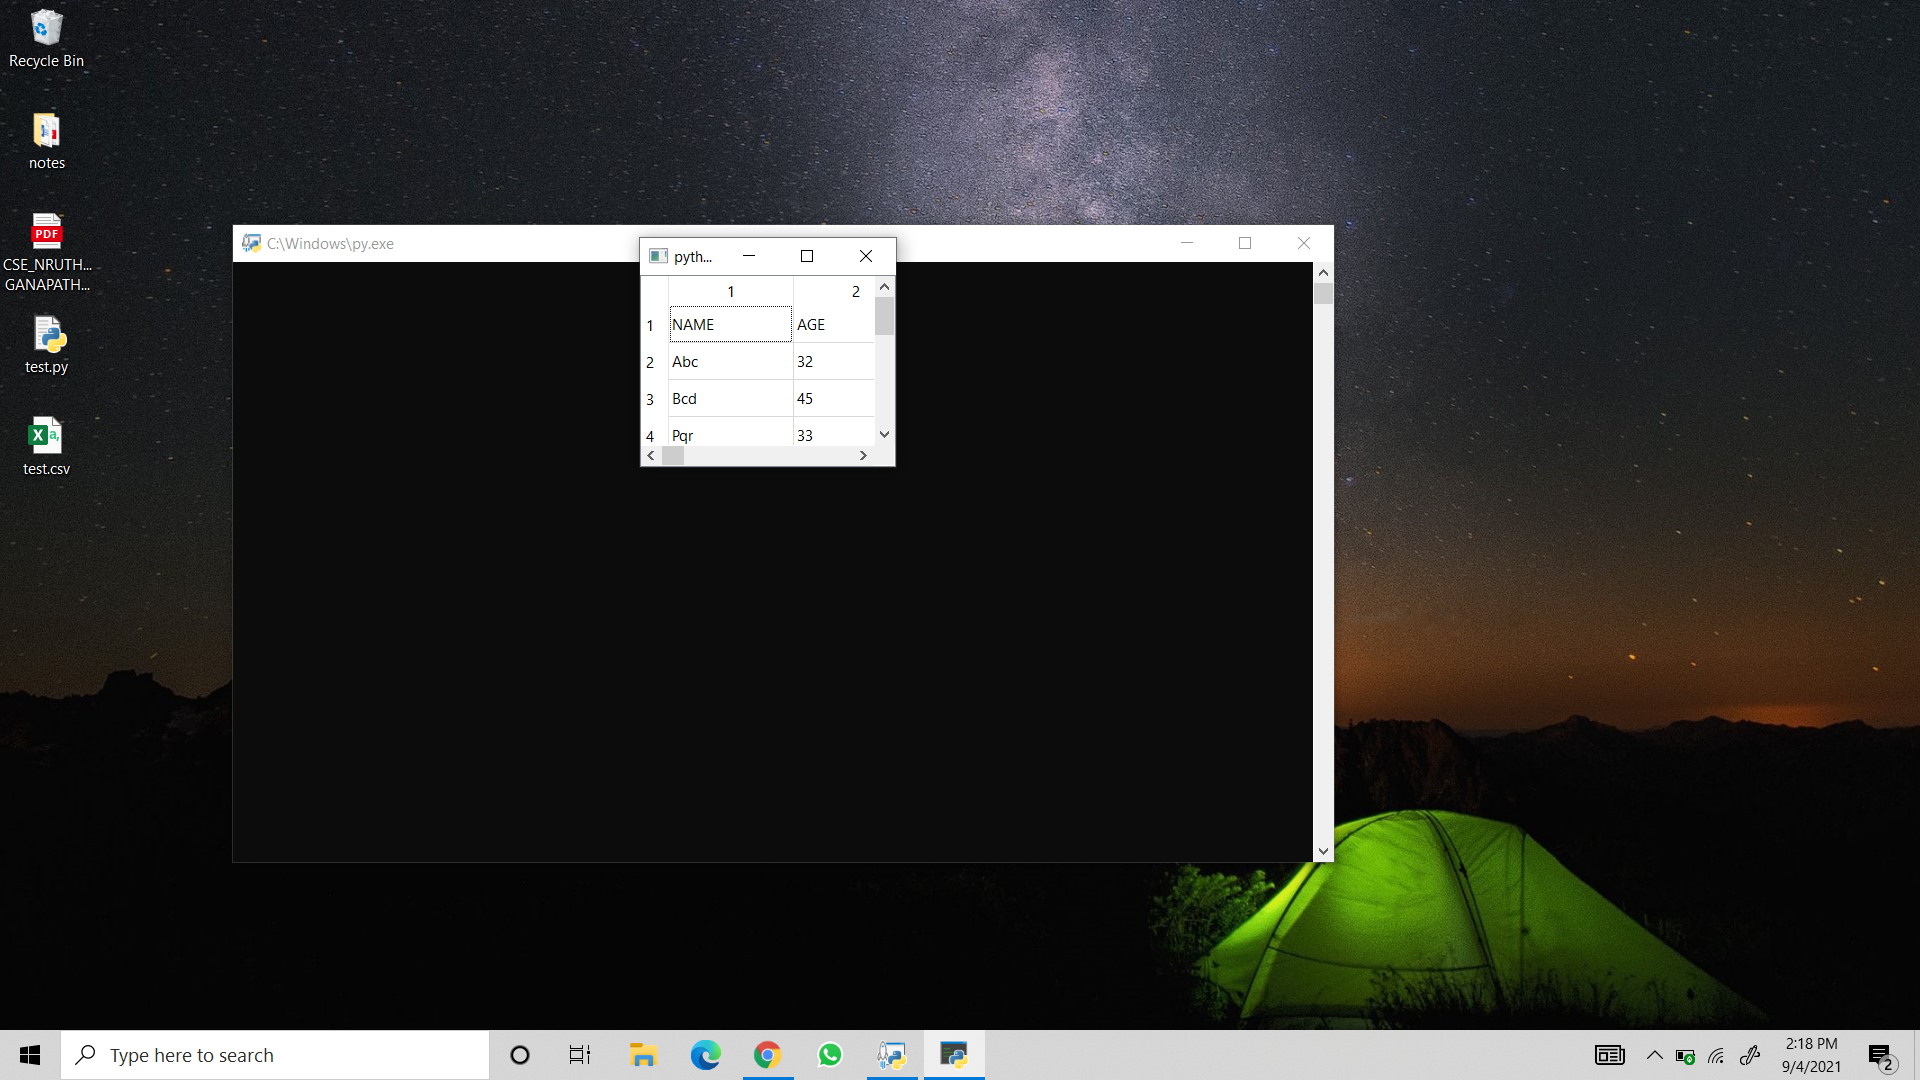 Recycle Bin
notes
PDF
CSE_NRUTH...
GANAPATH...
test.py
X a,
test.csv
C:\Windows\py.exe
pyth...
1 2
1 NAME AGE
2 Abc 32
3 Bcd 45
4 Pqr 33
Type here to search
2:18 PM
9/4/2021
2